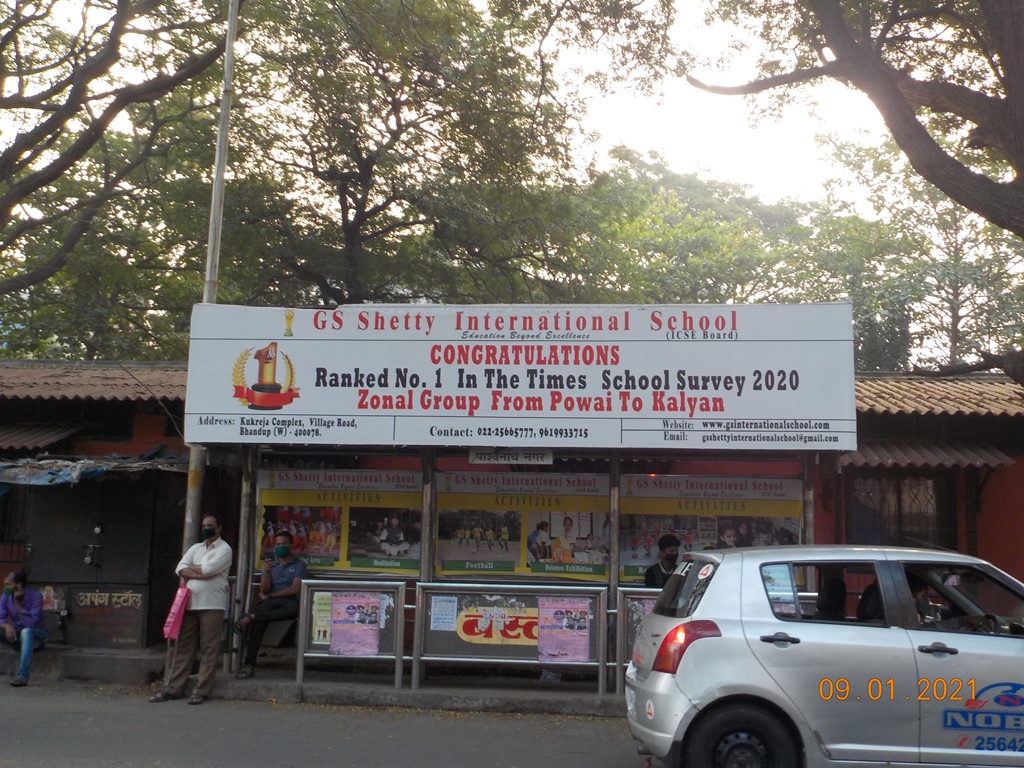 GS Shetty International School
Education Beyond Excellence
(ICSE Board)
CONGRATULATIONS
1
Ranked No. 1 In The Times School Survey 2020
Zonal Group From Powai To Kalyan
Address: Kukreja Complex, Village Road,
Bhandup (W) - 400078.
Contact: 022-25665777, 9619933715
Website: www.gsinternationalschool.com
Email: gsshettyinternationalschool@gmail.com
पार्श्वनाथ नगर
GS Shetty International School
ACTIVITIES
Meditation
GS Shetty International School
ACTIVITIES
Football
Science Exhibition
GS Shetty International School
ACTIVITIES
अपंग स्टॉल
बेस्ट
09.01.2021
NOB
2564